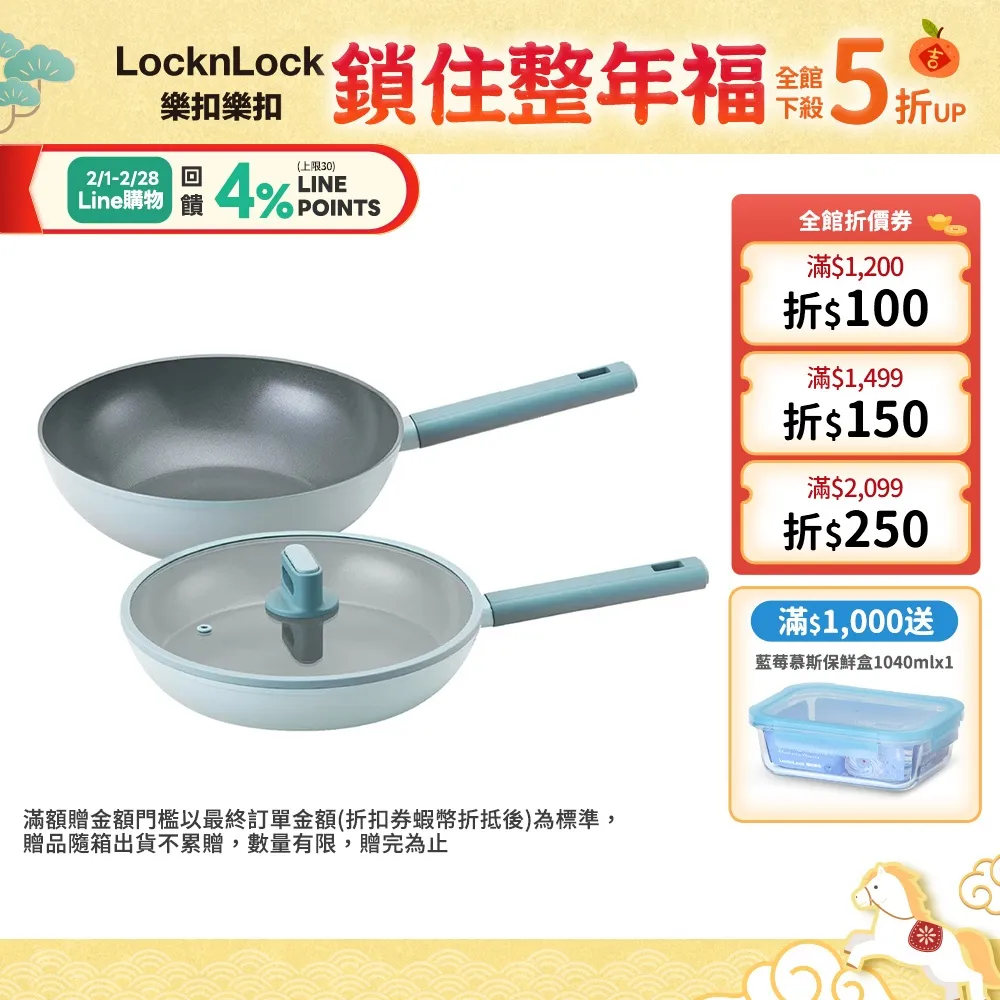 LocknLock
樂扣樂扣
鎖住整年福
全館
下殺
5折UP
吉
2/1-2/28
Line購物
回饋
4%
(上限30)
LINE
POINTS
全館折價券
滿$1,200
折$100
滿$1,499
折$150
滿$2,099
折$250
滿$1,000送
藍莓慕斯保鮮盒1040mlx1
LocknLock
滿額贈金額門檻以最終訂單金額(折扣券蝦幣折抵後)為標準，
贈品隨箱出貨不累贈，數量有限，贈完為止